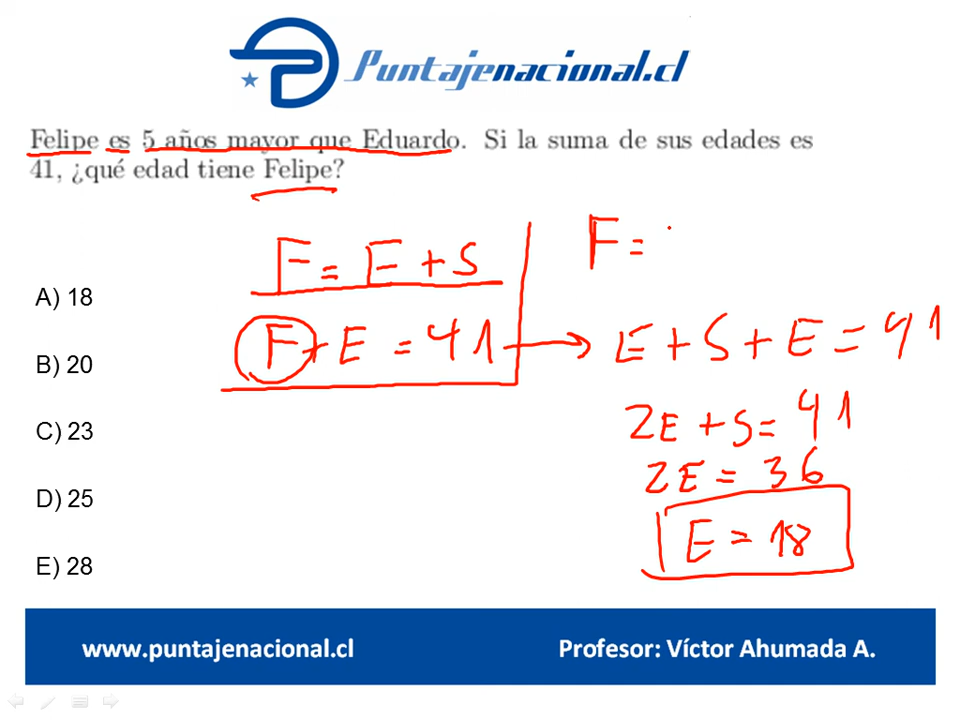 Puntajenacional.cl
Felipe es 5 años mayor que Eduardo. Si la suma de sus edades es
41, ¿qué edad tiene Felipe?
F = E + 5
F =
A) 18
F + E = 41 → E + 5 + E = 41
B) 20
2E + 5 = 41
C) 23
2E = 36
D) 25
E = 18
E) 28
www.puntajenacional.cl
Profesor: Víctor Ahumada A.